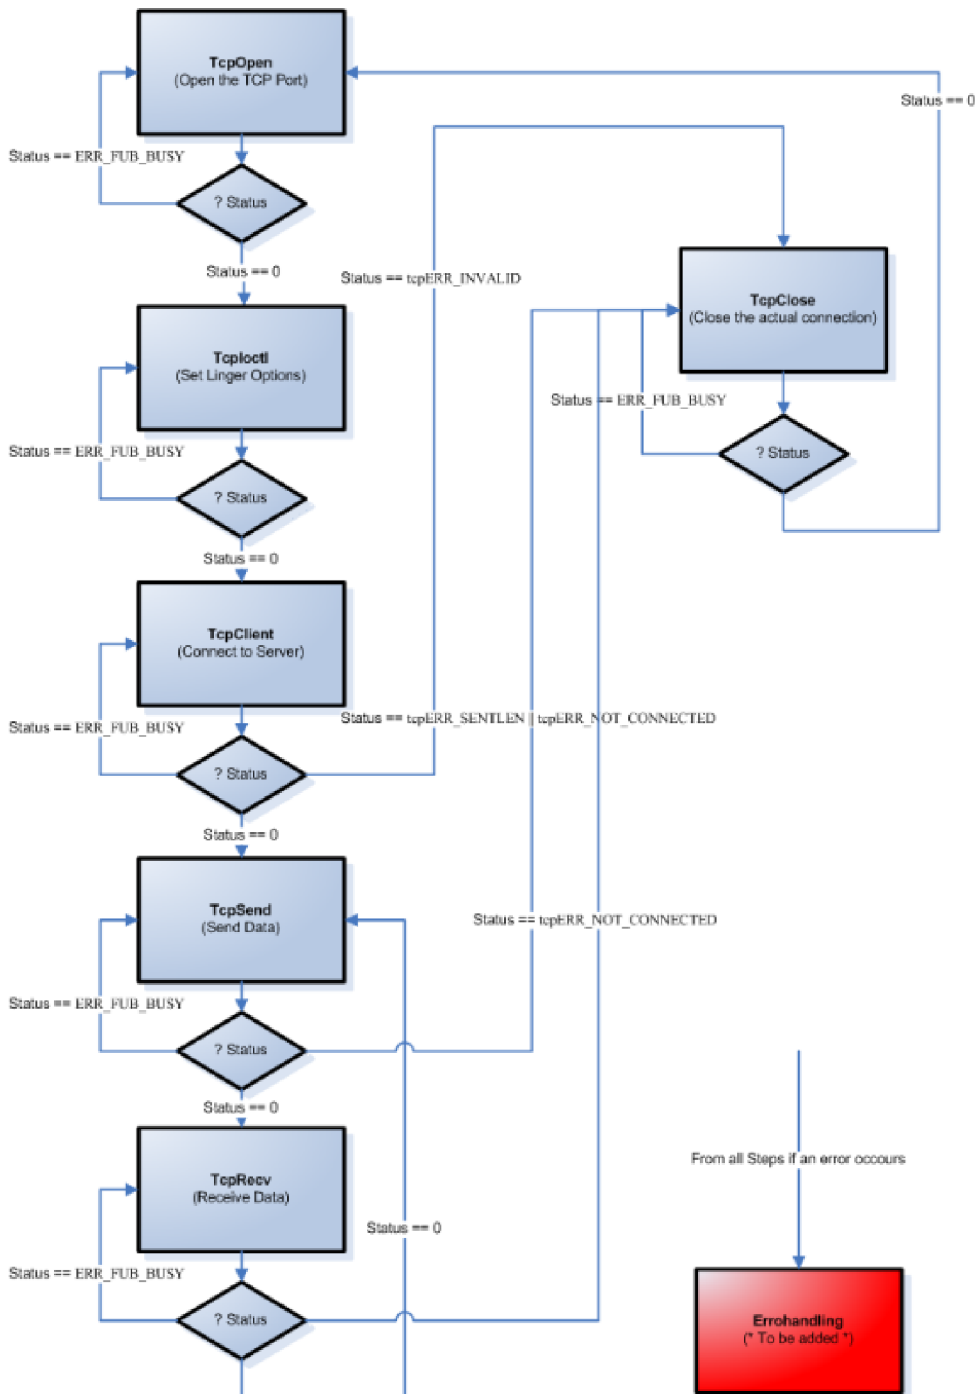 TcpOpen
(Open the TCP Port)
Status == 0
Status == ERR_FUB_BUSY
? Status
Status == 0
Status == tcpERR_INVALID
TcpIoctl
(Set Linger Options)
TcpClose
(Close the actual connection)
Status == ERR_FUB_BUSY
Status == ERR_FUB_BUSY
? Status
? Status
Status == 0
TcpClient
(Connect to Server)
Status == ERR_FUB_BUSY
Status == tcpERR_SENTLEN || tcpERR_NOT_CONNECTED
? Status
Status == 0
TcpSend
(Send Data)
Status == tcpERR_NOT_CONNECTED
Status == ERR_FUB_BUSY
? Status
Status == 0
From all Steps if an error occours
TcpRecv
(Receive Data)
Status == 0
Status == ERR_FUB_BUSY
? Status
Errohandling
(* To be added *)